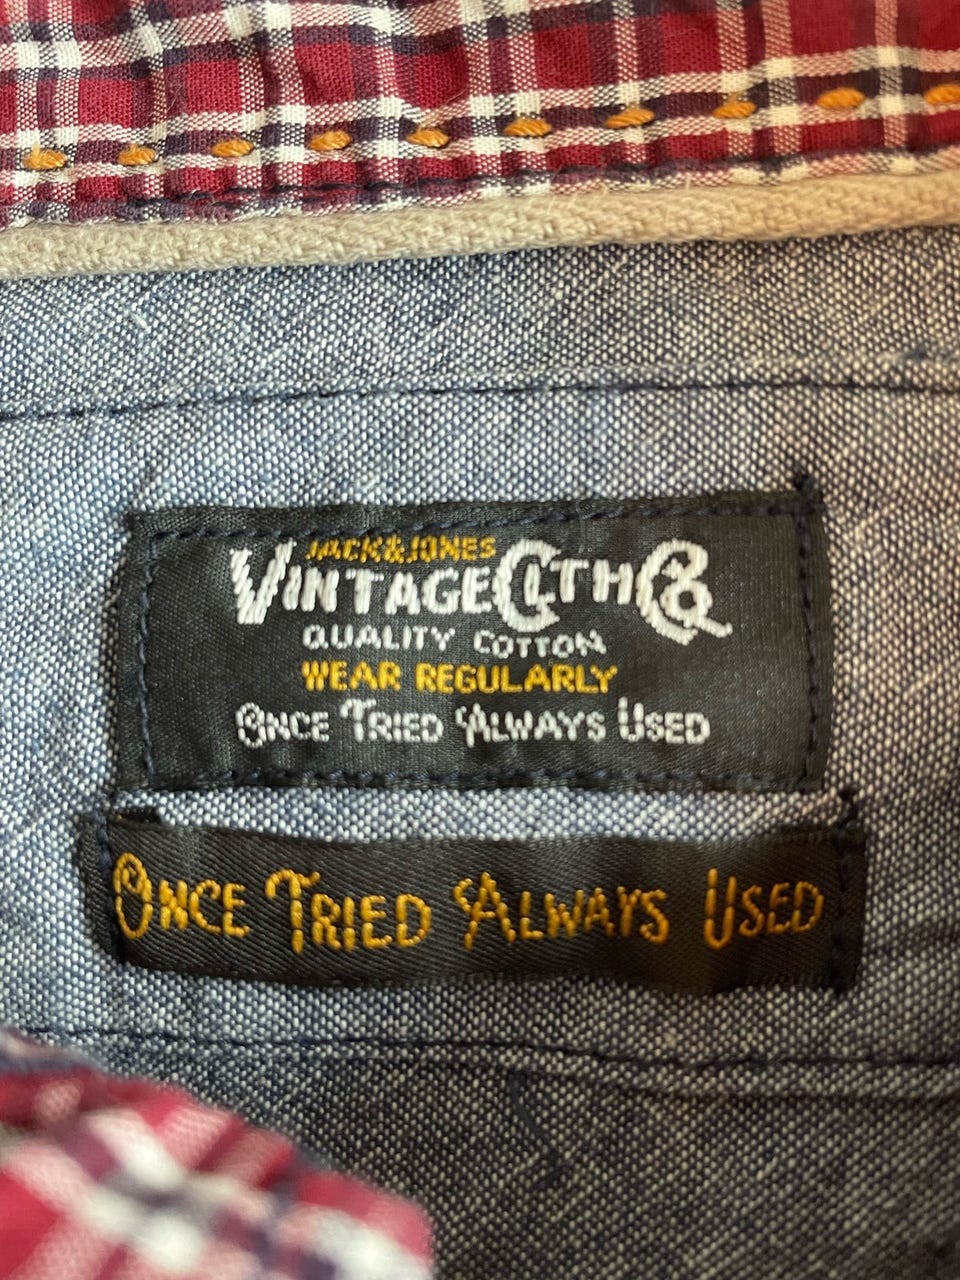 JACK&JONES
VINTAGE CLTH Co
QUALITY COTTON
WEAR REGULARLY
ONCE TRIED ALWAYS USED
ONCE TRIED ALWAYS USED